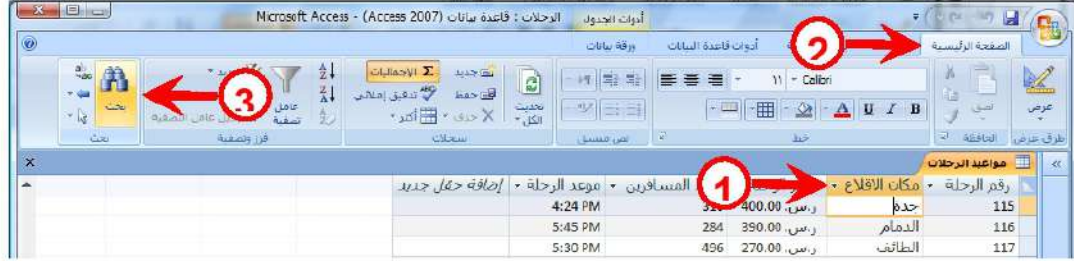 الرحلات : قاعدة بيانات (Access 2007) - Microsoft Access
أدوات الجدول
الصفحة الرئيسية
أدوات قاعدة البيانات
ورقة بيانات
2
عرض
لصق
Calibri
١١
B I U A
تحديث الكل
جديد
حفظ
حذف
Σ الإجماليات
تدقيق إملائي
أكثر
عامل تصفية
بحث
3
طرق عرض
الحافظة
خط
نص منسق
سجلات
فرز وتصفية
بحث
مواعيد الرحلات
1
رقم الرحلة
مكان الاقلاع
المسافرين
موعد الرحلة
إضافة حقل جديد
115 جدة ر.س. 400.00 4:24 PM
116 الدمام ر.س. 390.00 284 5:45 PM
117 الطائف ر.س. 270.00 496 5:30 PM